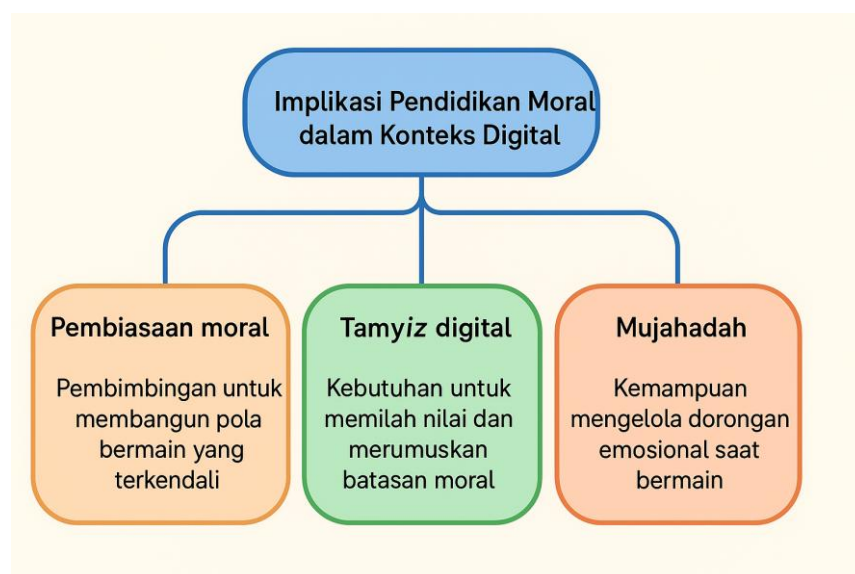 Implikasi Pendidikan Moral
dalam Konteks Digital
Pembiasaan moral
Pembimbingan untuk
membangun pola
bermain yang
terkendali
Tamyiz digital
Kebutuhan untuk
memilah nilai dan
merumuskan
batasan moral
Mujahadah
Kemampuan
mengelola dorongan
emosional saat
bermain